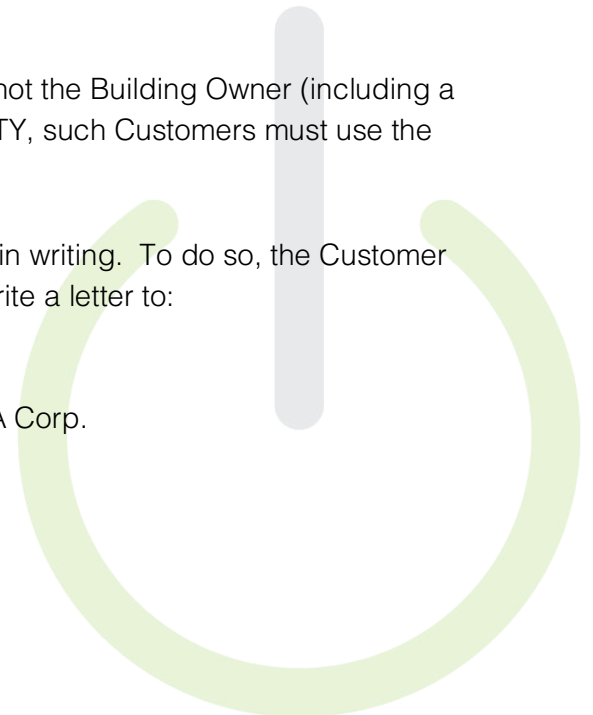 not the Building Owner (including a
TY, such Customers must use the
in writing.  To do so, the Customer
rite a letter to:
A Corp.